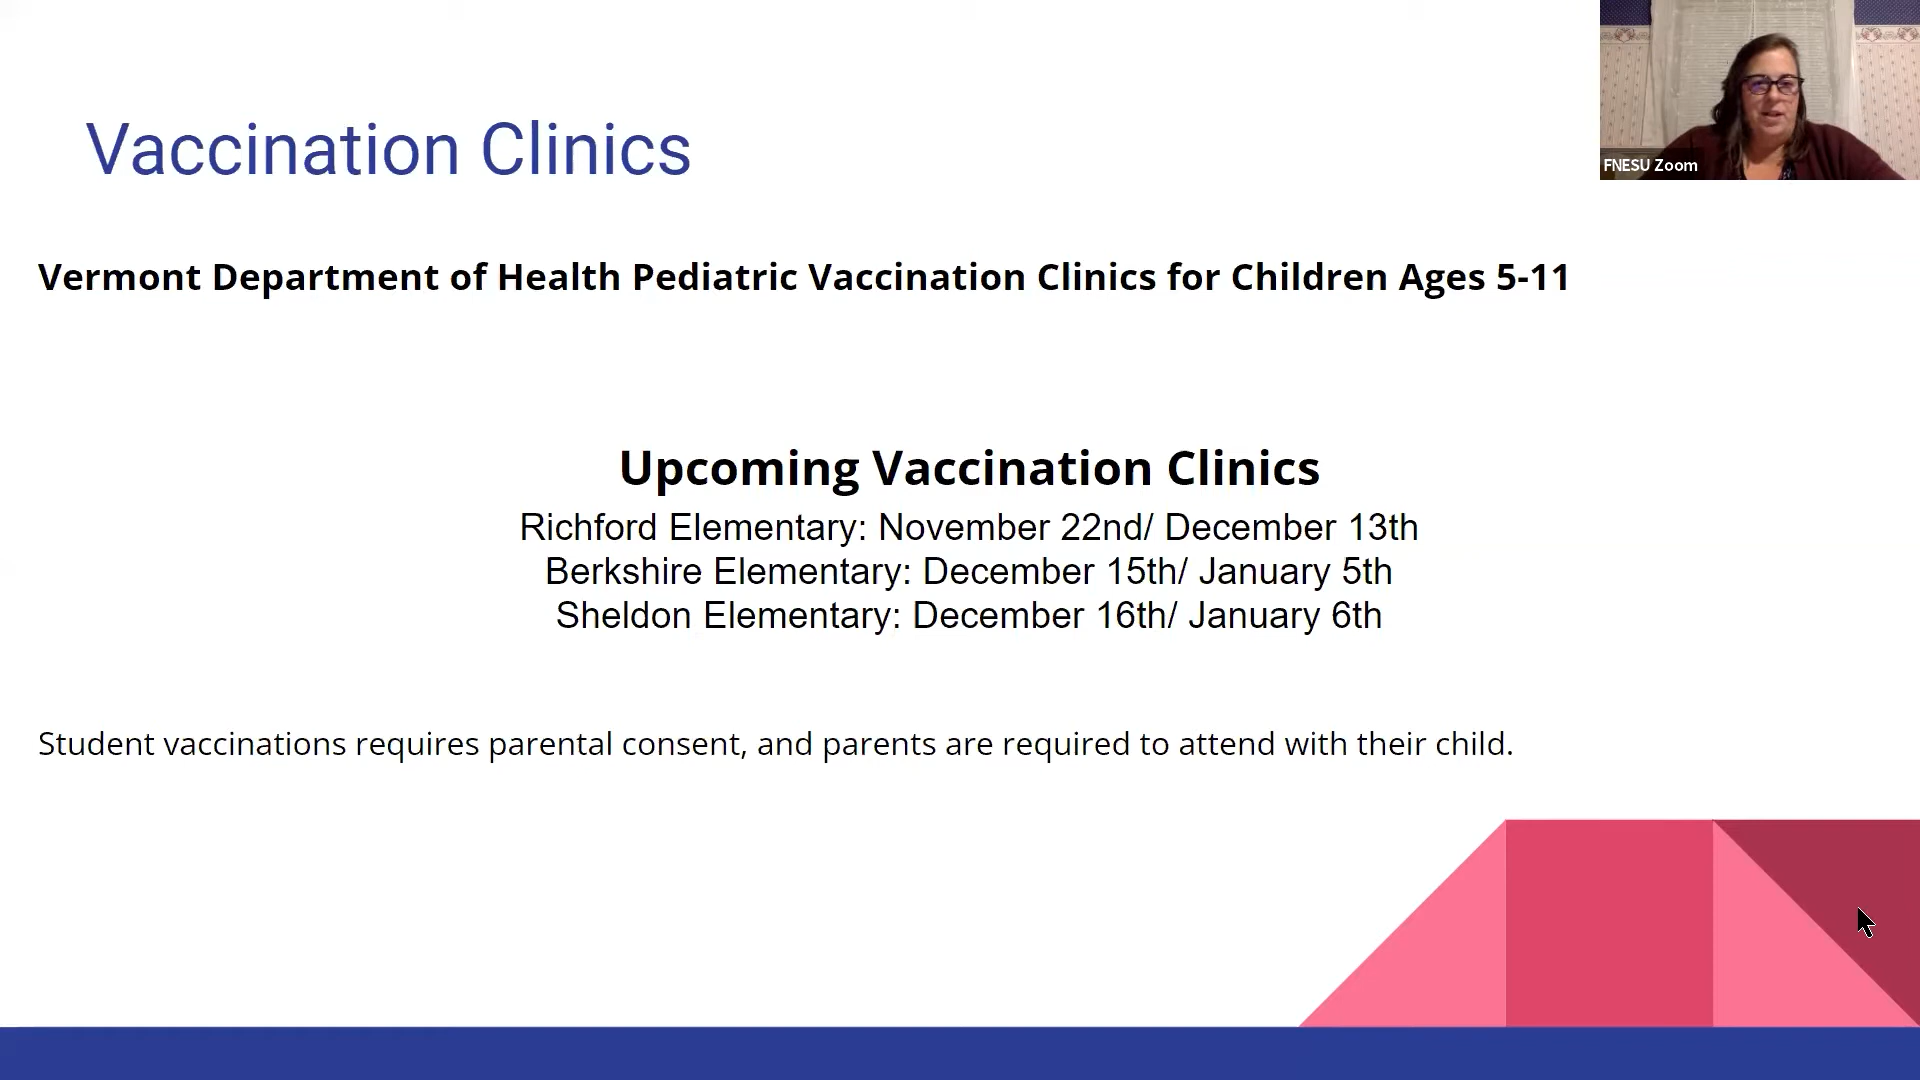 Vaccination Clinics
FNESU Zoom
Vermont Department of Health Pediatric Vaccination Clinics for Children Ages 5-11
Upcoming Vaccination Clinics
Richford Elementary: November 22nd/ December 13th
Berkshire Elementary: December 15th/ January 5th
Sheldon Elementary: December 16th/ January 6th
Student vaccinations requires parental consent, and parents are required to attend with their child.